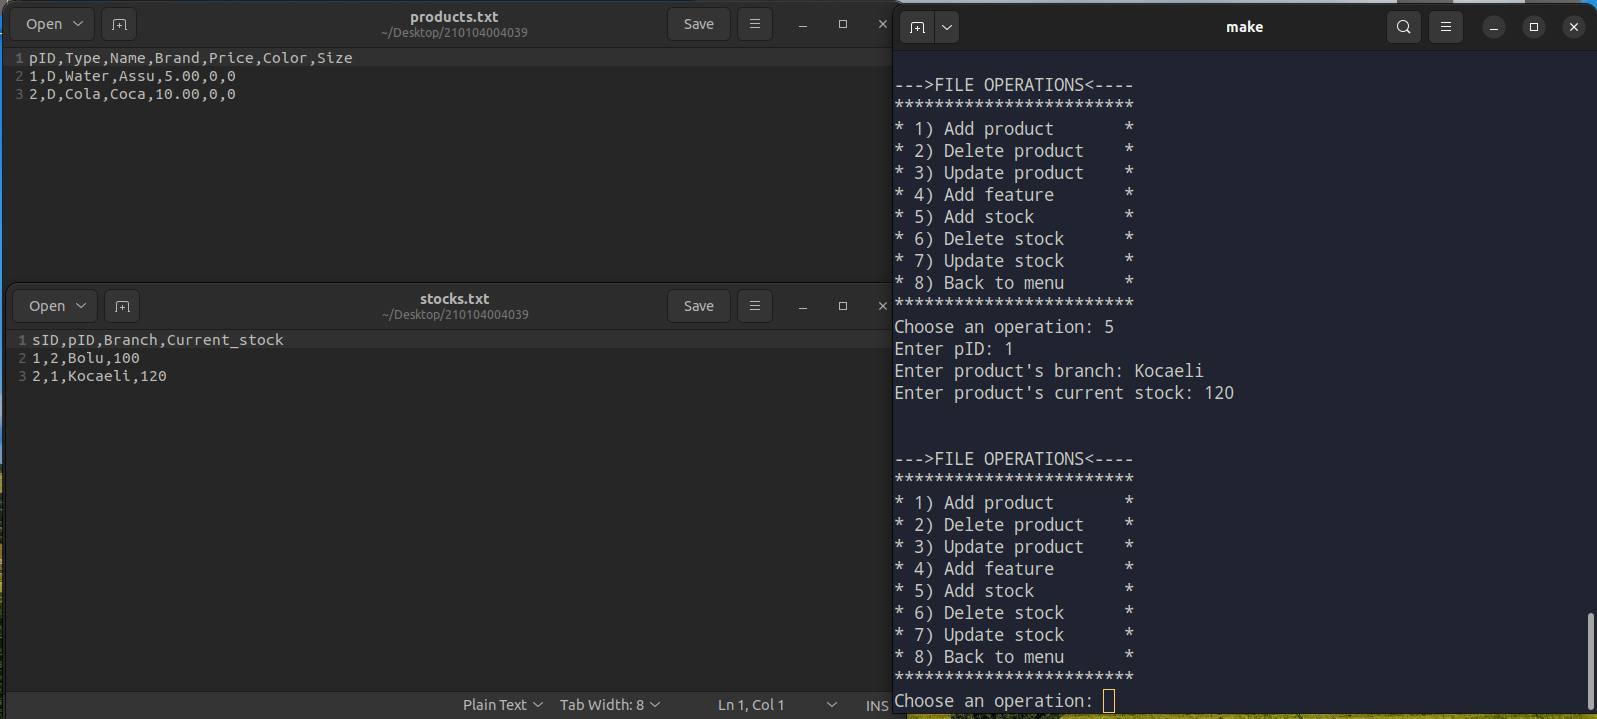 Open
products.txt
~/Desktop/210104004039
Save
1 pID,Type,Name,Brand,Price,Color,Size
2 1,D,Water,Assu,5.00,0,0
3 2,D,Cola,Coca,10.00,0,0
Open
stocks.txt
~/Desktop/210104004039
Save
1 sID,pID,Branch,Current_stock
2 1,2,Bolu,100
3 2,1,Kocaeli,120
Plain Text
Tab Width: 8
Ln 1, Col 1
INS
make
--->FILE OPERATIONS<----
************************
* 1) Add product       *
* 2) Delete product    *
* 3) Update product    *
* 4) Add feature       *
* 5) Add stock         *
* 6) Delete stock      *
* 7) Update stock      *
* 8) Back to menu      *
************************
Choose an operation: 5
Enter pID: 1
Enter product's branch: Kocaeli
Enter product's current stock: 120
--->FILE OPERATIONS<----
************************
* 1) Add product       *
* 2) Delete product    *
* 3) Update product    *
* 4) Add feature       *
* 5) Add stock         *
* 6) Delete stock      *
* 7) Update stock      *
* 8) Back to menu      *
************************
Choose an operation: